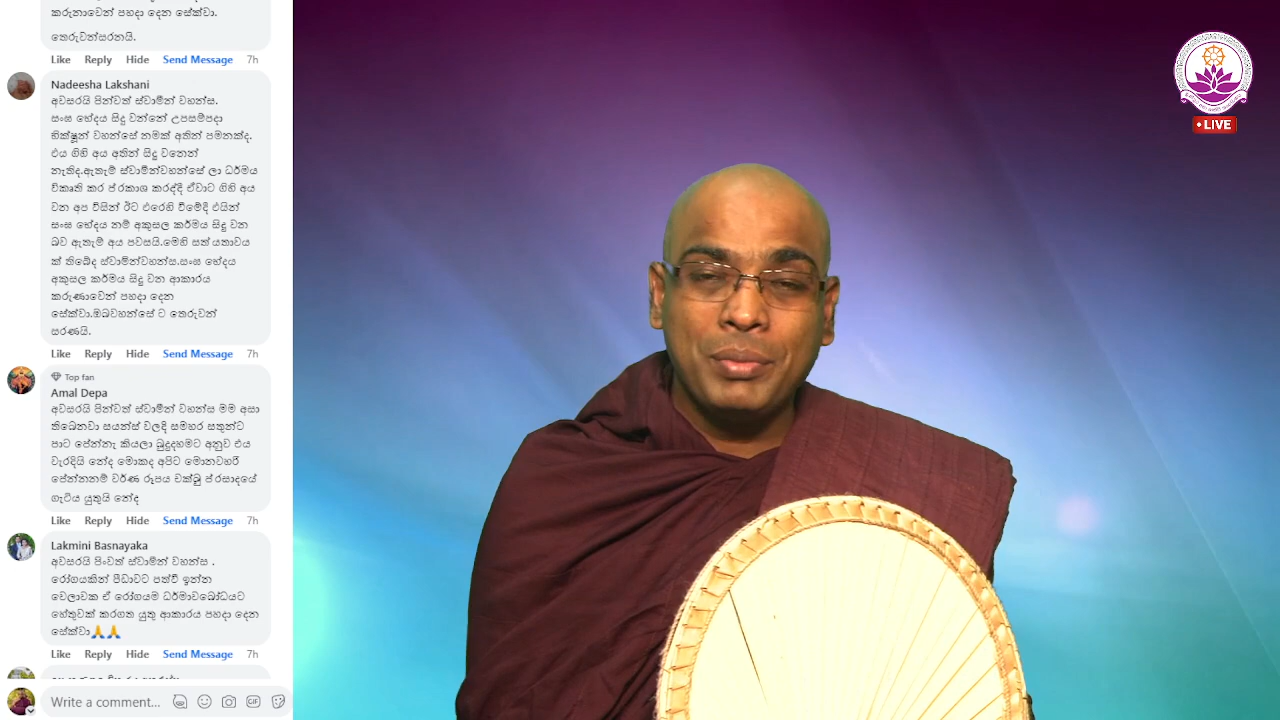 කරුනාවෙන් පහදා දෙන සේක්වා.
තෙරුවන්සරනයි.
Like Reply Hide Send Message 7h
Nadeesha Lakshani
අවසරයි පින්වත් ස්වාමීන් වහන්ස.
සංඝ භේදය සිදු වන්නේ උපසම්පදා
භික්ෂූන් වහන්සේ නමක් අතින් පමනක්ද.
එය ගිහි අය අතින් සිදු වනෙන්
නැතිද.ඇතැම් ස්වාමින්වහන්සේ ලා ධර්මය
විකෘති කර ප්රකාශ කරද්දී ඒවාට ගිහි අය
වන අප විසින් ඊට එරෙහි වීමේදී එයින්
සංඝ භේදය නම් අකුසල කර්මය සිදු වන
බව ඇතැම් අය පවසයි.මෙහි සත්යතාවය
ක් තිබේද ස්වාමින්වහන්ස.සංඝ භේදය
අකුසල කර්මය සිදු වන ආකාරය
කරුණාවෙන් පහදා දෙන
සේක්වා.ඔබවහන්සේ ට තෙරුවන්
සරණයි.
Like Reply Hide Send Message 7h
Top fan
Amal Depa
අවසරයි පින්වත් ස්වාමීන් වහන්ස මම අසා
තිබෙනවා සයන්ස් වලදි සමහර සතුන්ට
පාට පේන්නැ කියලා බුදුදහමට අනුව එය
වැරදියි නේද මොකද අපිට මොනවහරි
පේන්නනම් වර්ණ රූපය චක්ඛු ප්රසාදයේ
ගැටිය යුතුයි නේද
Like Reply Hide Send Message 7h
Lakmini Basnayaka
අවසරයි පිංවත් ස්වාමීන් වහන්ස .
රෝගයකින් පීඩාවට පත්වී ඉන්න
වෙලාවක ඒ රෝගයම ධර්මාවබෝධයට
හේතුවක් කරගත යුතු ආකාරය පහදා දෙන
සේක්වා🙏🙏
Like Reply Hide Send Message 7h
Write a comment...
GIF
LIVE